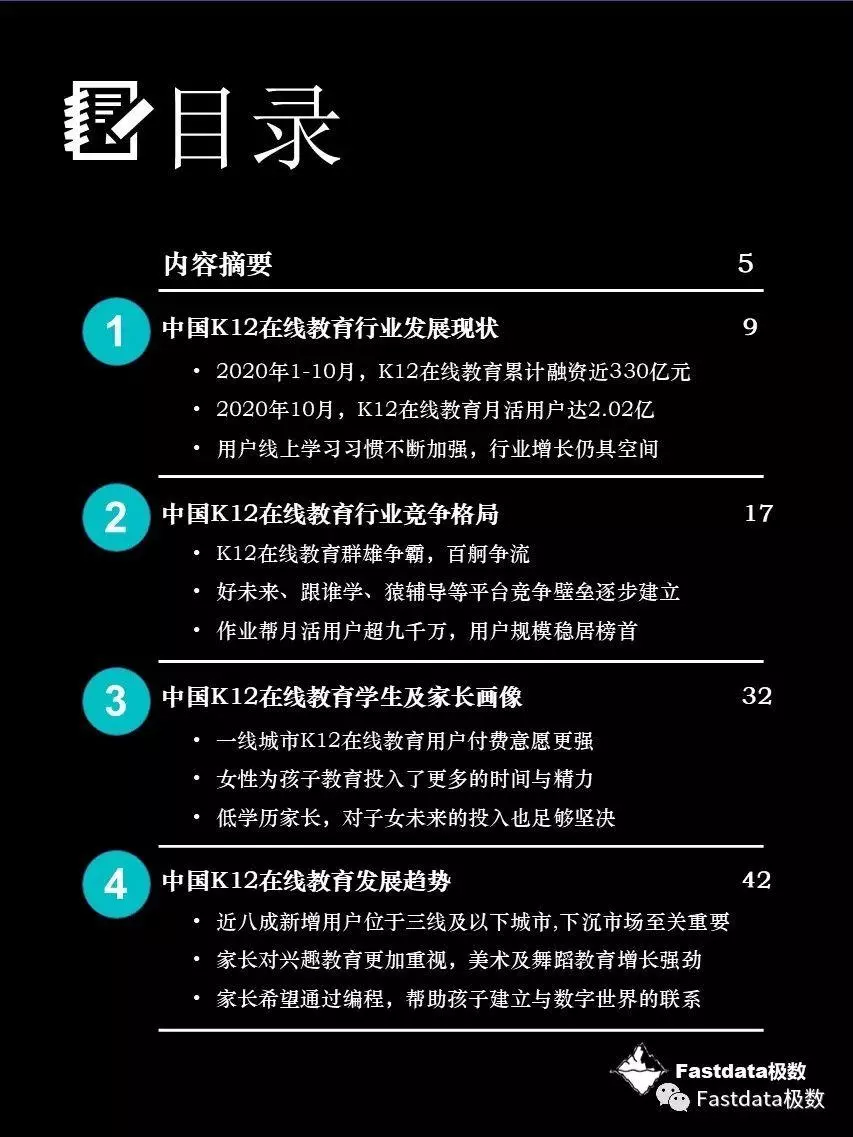 目录
内容摘要 5
1 中国K12在线教育行业发展现状 9
• 2020年1-10月，K12在线教育累计融资近330亿元
• 2020年10月，K12在线教育月活用户达2.02亿
• 用户线上学习习惯不断加强，行业增长仍具空间
2 中国K12在线教育行业竞争格局 17
• K12在线教育群雄争霸，百舸争流
• 好未来、跟谁学、猿辅导等平台竞争壁垒逐步建立
• 作业帮月活用户超九千万，用户规模稳居榜首
3 中国K12在线教育学生及家长画像 32
• 一线城市K12在线教育用户付费意愿更强
• 女性为孩子教育投入了更多的时间与精力
• 低学历家长，对子女未来的投入也足够坚决
4 中国K12在线教育发展趋势 42
• 近八成新增用户位于三线及以下城市,下沉市场至关重要
• 家长对兴趣教育更加重视，美术及舞蹈教育增长强劲
• 家长希望通过编程，帮助孩子建立与数字世界的联系
Fastdata极数
Fastdata极数